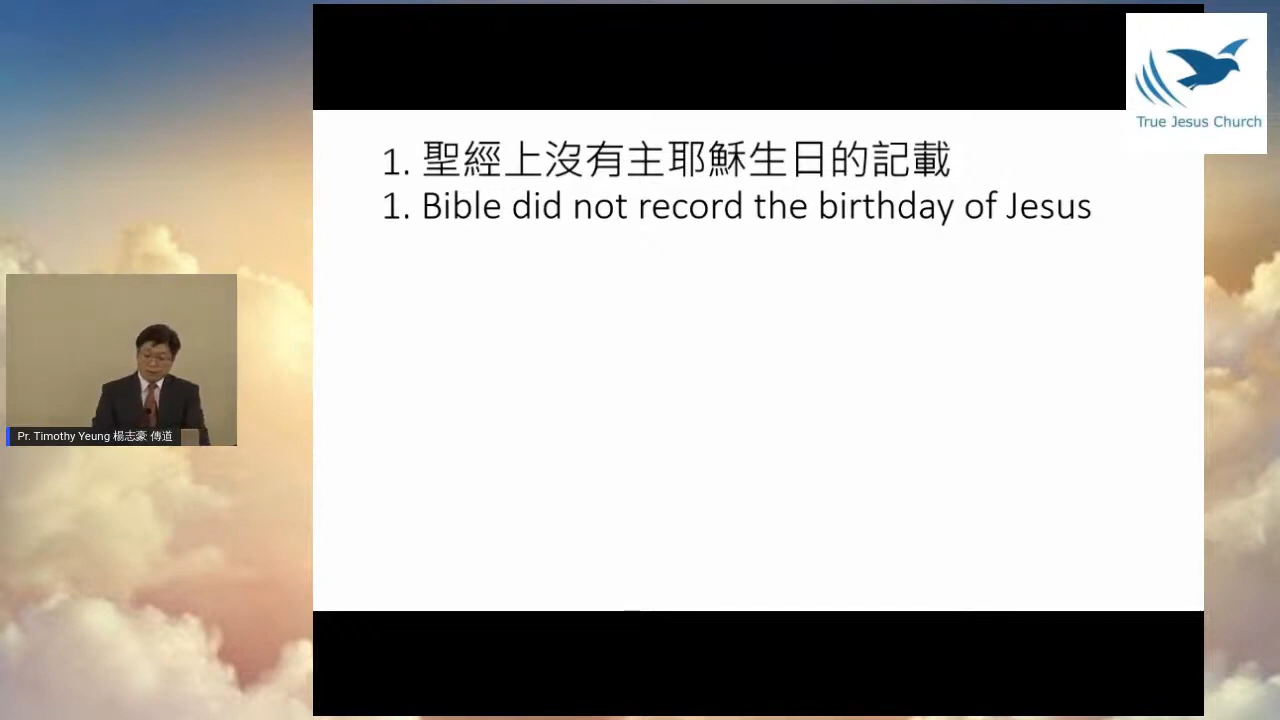 True Jesus Church
1. 聖經上沒有主耶穌生日的記載
1. Bible did not record the birthday of Jesus
Pr. Timothy Yeung 楊志豪 傳道